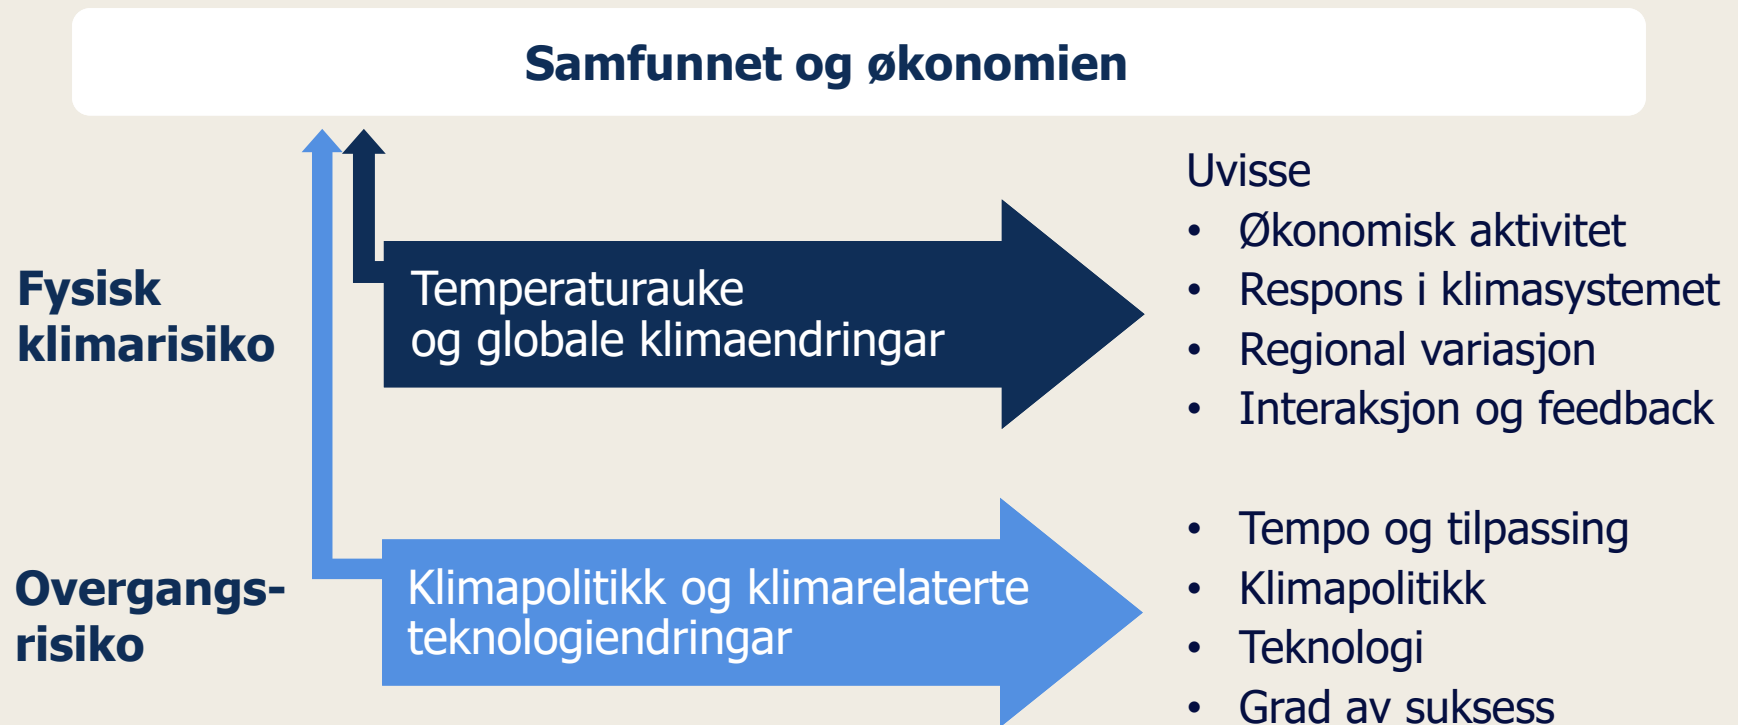 Samfunnet og økonomien
Fysisk
klimarisiko
Temperaturauke
og globale klimaendringar
Uvisse
• Økonomisk aktivitet
• Respons i klimasystemet
• Regional variasjon
• Interaksjon og feedback
Overgangs-
risiko
Klimapolitikk og klimarelaterte
teknologiendringar
• Tempo og tilpassing
• Klimapolitikk
• Teknologi
• Grad av suksess